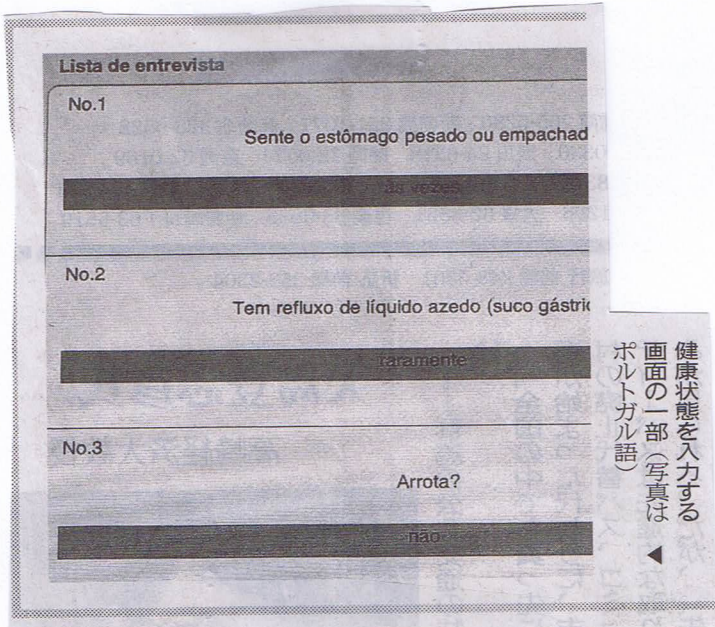 Lista de entrevista
No.1
Sente o estômago pesado ou empachad
às vezes
No.2
Tem refluxo de líquido azedo (suco gástric
raramente
No.3
Arrota?
não
健康状態を入力する
画面の一部(写真は
ポルトガル語)
◀